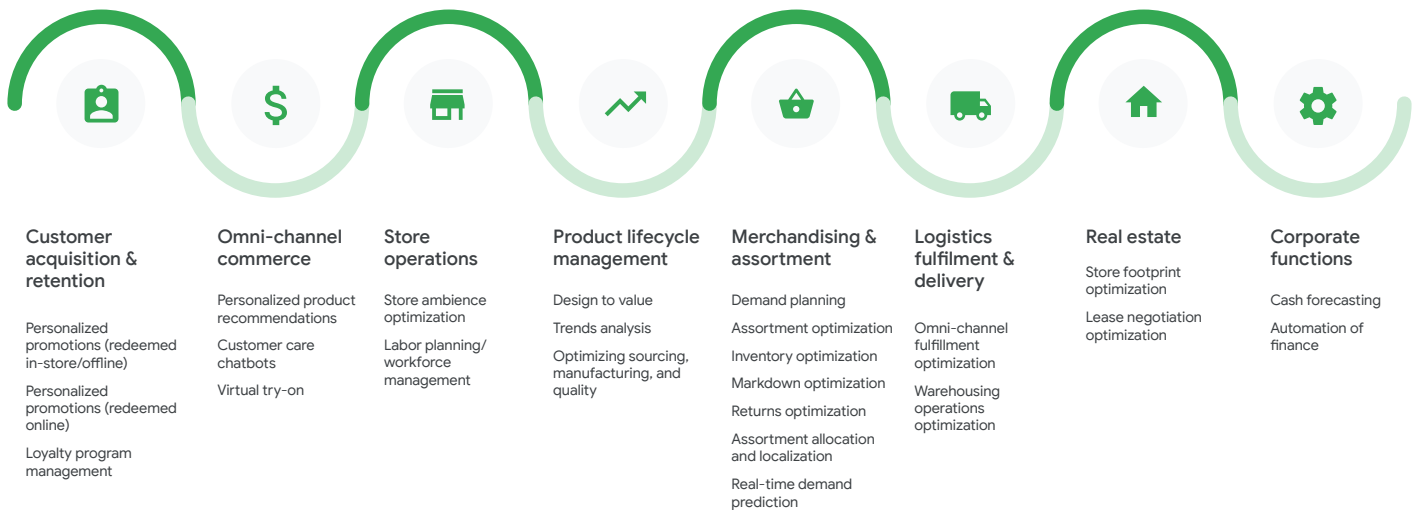 Customer
acquisition &
retention
Personalized
promotions (redeemed
in-store/offline)
Personalized
promotions (redeemed
online)
Loyalty program
management
Omni-channel
commerce
Personalized product
recommendations
Customer care
chatbots
Virtual try-on
Store
operations
Store ambience
optimization
Labor planning/
workforce
management
Product lifecycle
management
Design to value
Trends analysis
Optimizing sourcing,
manufacturing, and
quality
Merchandising &
assortment
Demand planning
Assortment optimization
Inventory optimization
Markdown optimization
Returns optimization
Assortment allocation
and localization
Real-time demand
prediction
Logistics
fulfilment &
delivery
Omni-channel
fulfillment
optimization
Warehousing
operations
optimization
Real estate
Store footprint
optimization
Lease negotiation
optimization
Corporate
functions
Cash forecasting
Automation of
finance